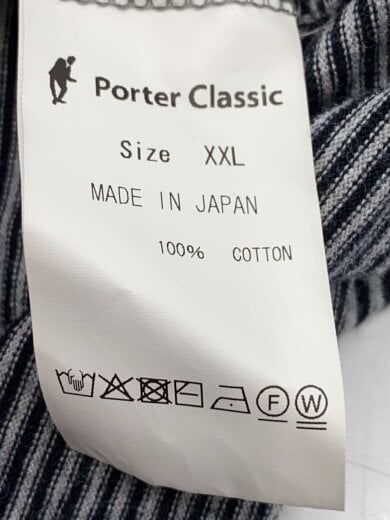 Porter Classic
Size XXL
MADE IN JAPAN
100% COTTON
F W